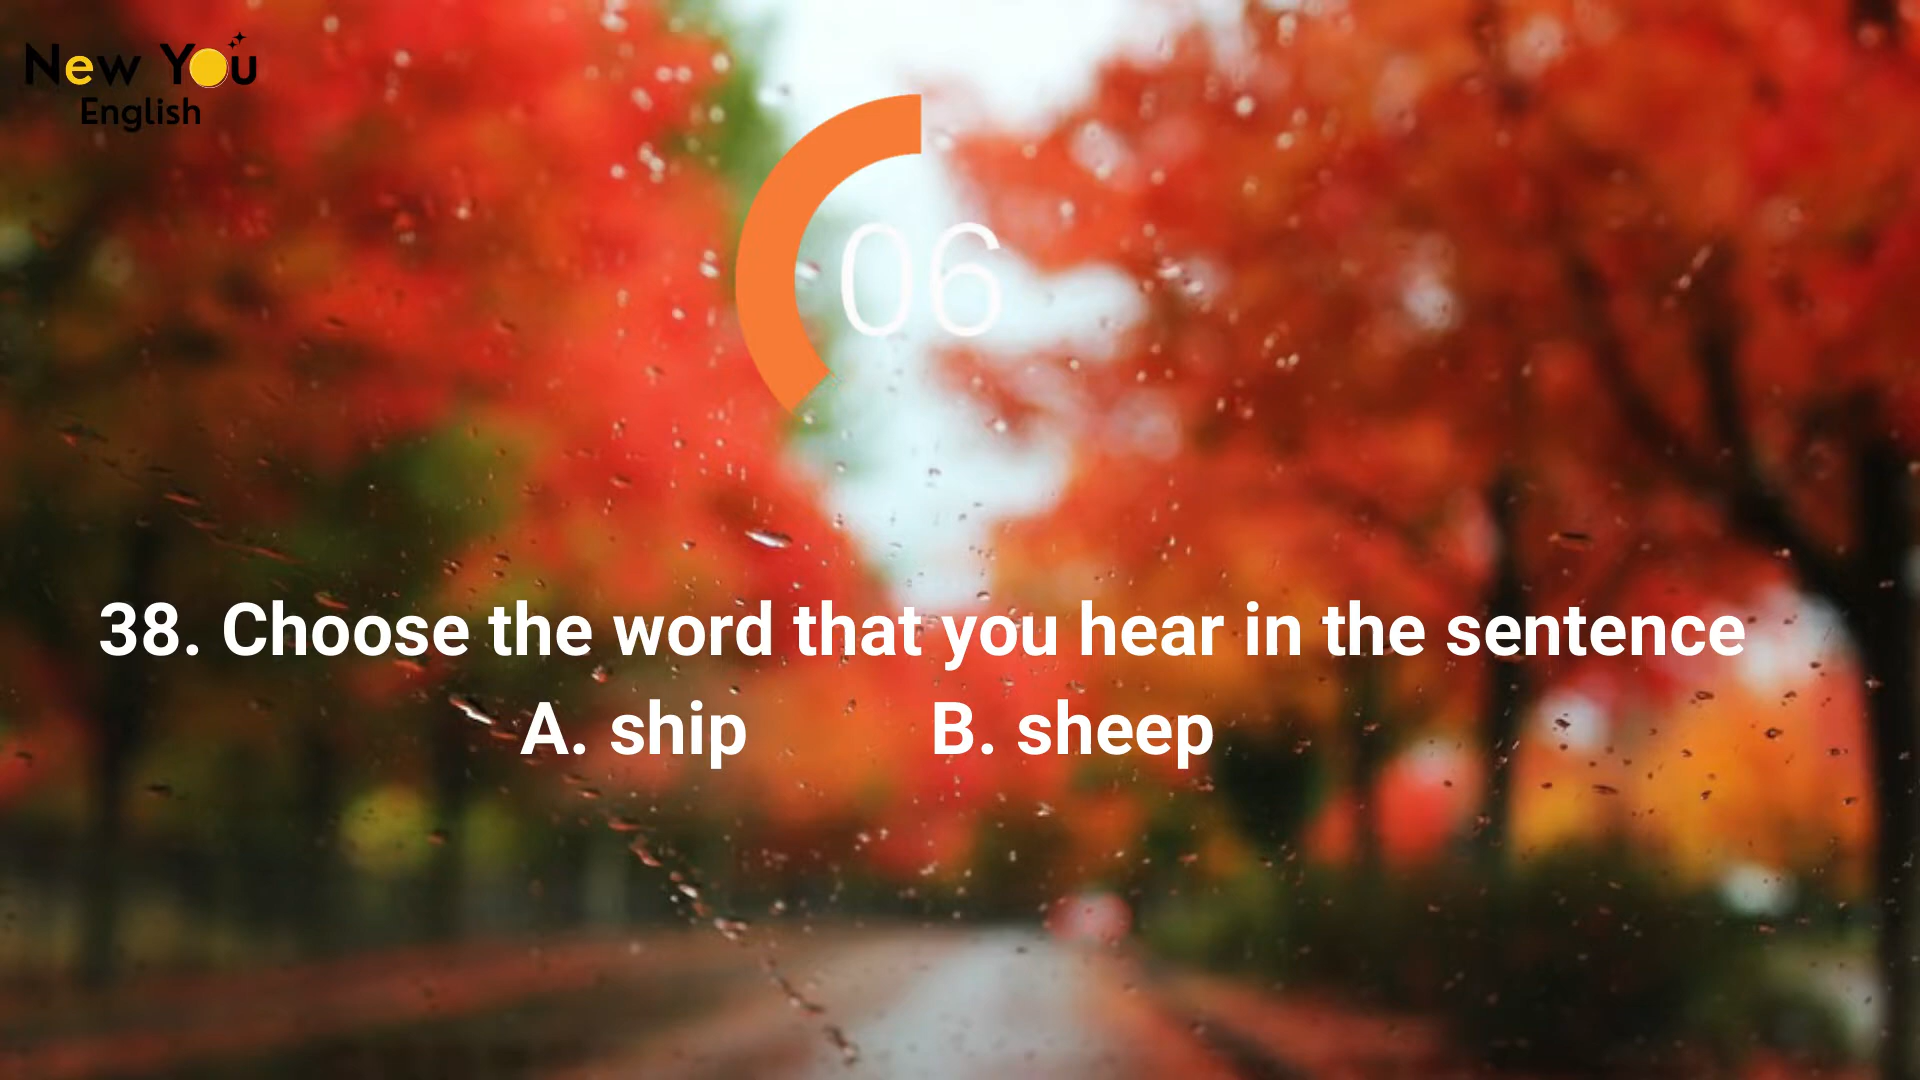 New You
English
06
38. Choose the word that you hear in the sentence
A. ship B. sheep